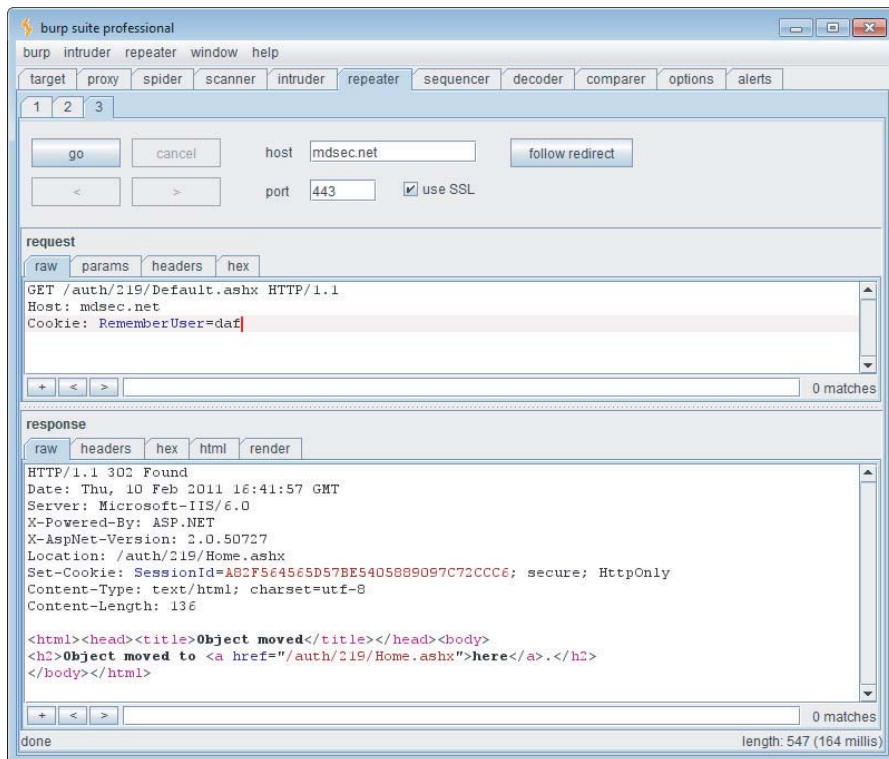 burp suite professional
burp intruder repeater window help
target proxy spider scanner intruder repeater sequencer decoder comparer options alerts
1 2 3
go cancel host mdsec.net follow redirect
< > port 443 use SSL
request
raw params headers hex
GET /auth/219/Default.ashx HTTP/1.1
Host: mdsec.net
Cookie: RememberUser=daf
+ < > 0 matches
response
raw headers hex html render
HTTP/1.1 302 Found
Date: Thu, 10 Feb 2011 16:41:57 GMT
Server: Microsoft-IIS/6.0
X-Powered-By: ASP.NET
X-AspNet-Version: 2.0.50727
Location: /auth/219/Home.ashx
Set-Cookie: SessionId=A82F564565D57BE5405889097C72CCC6; secure; HttpOnly
Content-Type: text/html; charset=utf-8
Content-Length: 136
<html><head><title>Object moved</title></head><body>
<h2>Object moved to <a href="/auth/219/Home.ashx">here</a>.</h2>
</body></html>
+ < > 0 matches
done length: 547 (164 millis)